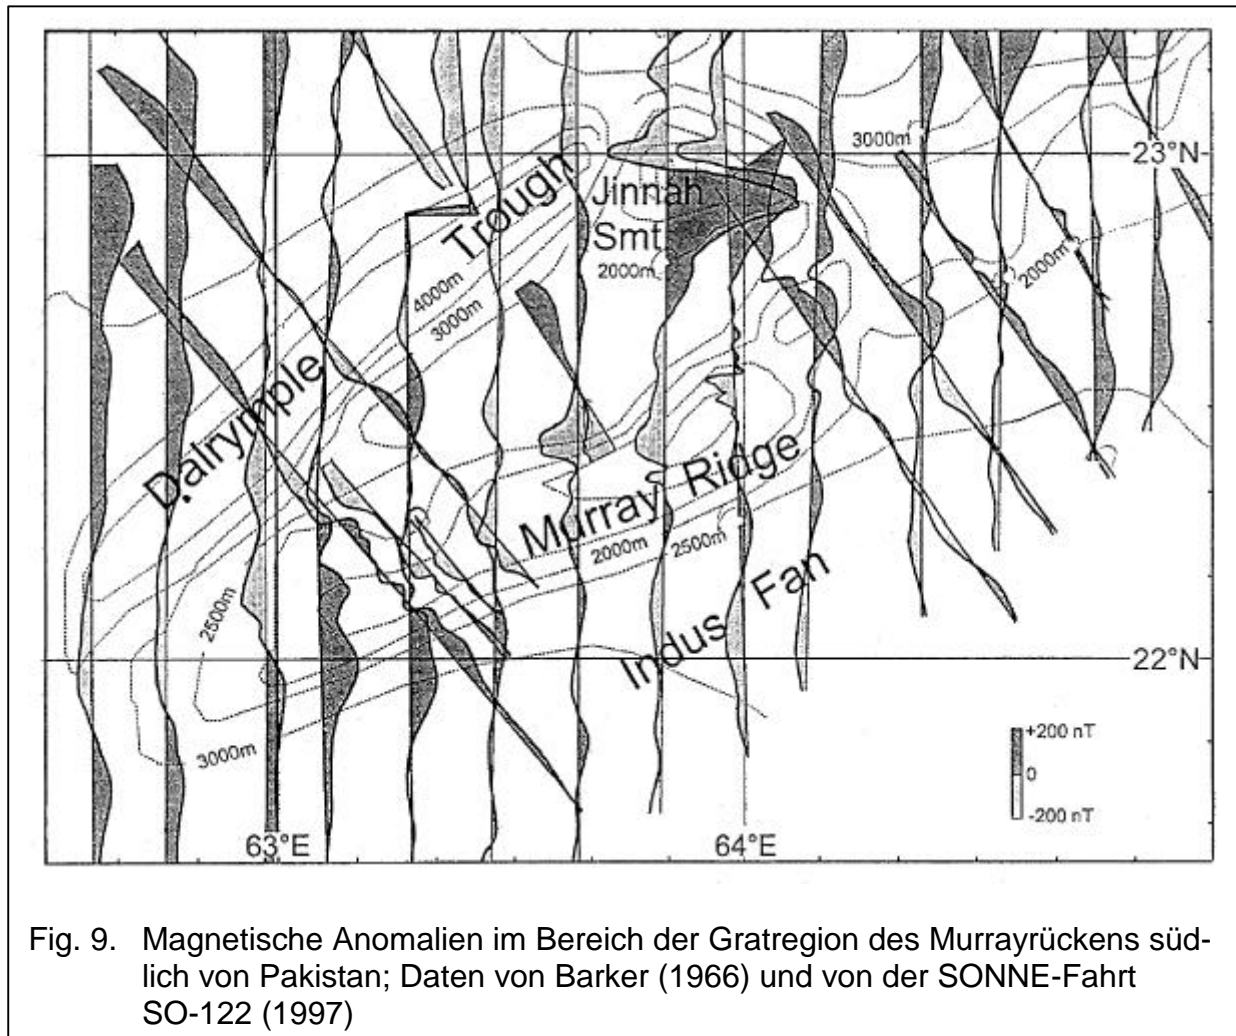 3000m
23°N
Trough
Jinnah
Smt
2000m
2000m
4000m
3000m
Dalrymple
Murray Ridge
2000m
2500m
Indus Fan
2500m
22°N
3000m
+200 nT
0
-200 nT
63°E
64°E
Fig. 9. Magnetische Anomalien im Bereich der Gratregion des Murrayrückens süd-
lich von Pakistan; Daten von Barker (1966) und von der SONNE-Fahrt
SO-122 (1997)